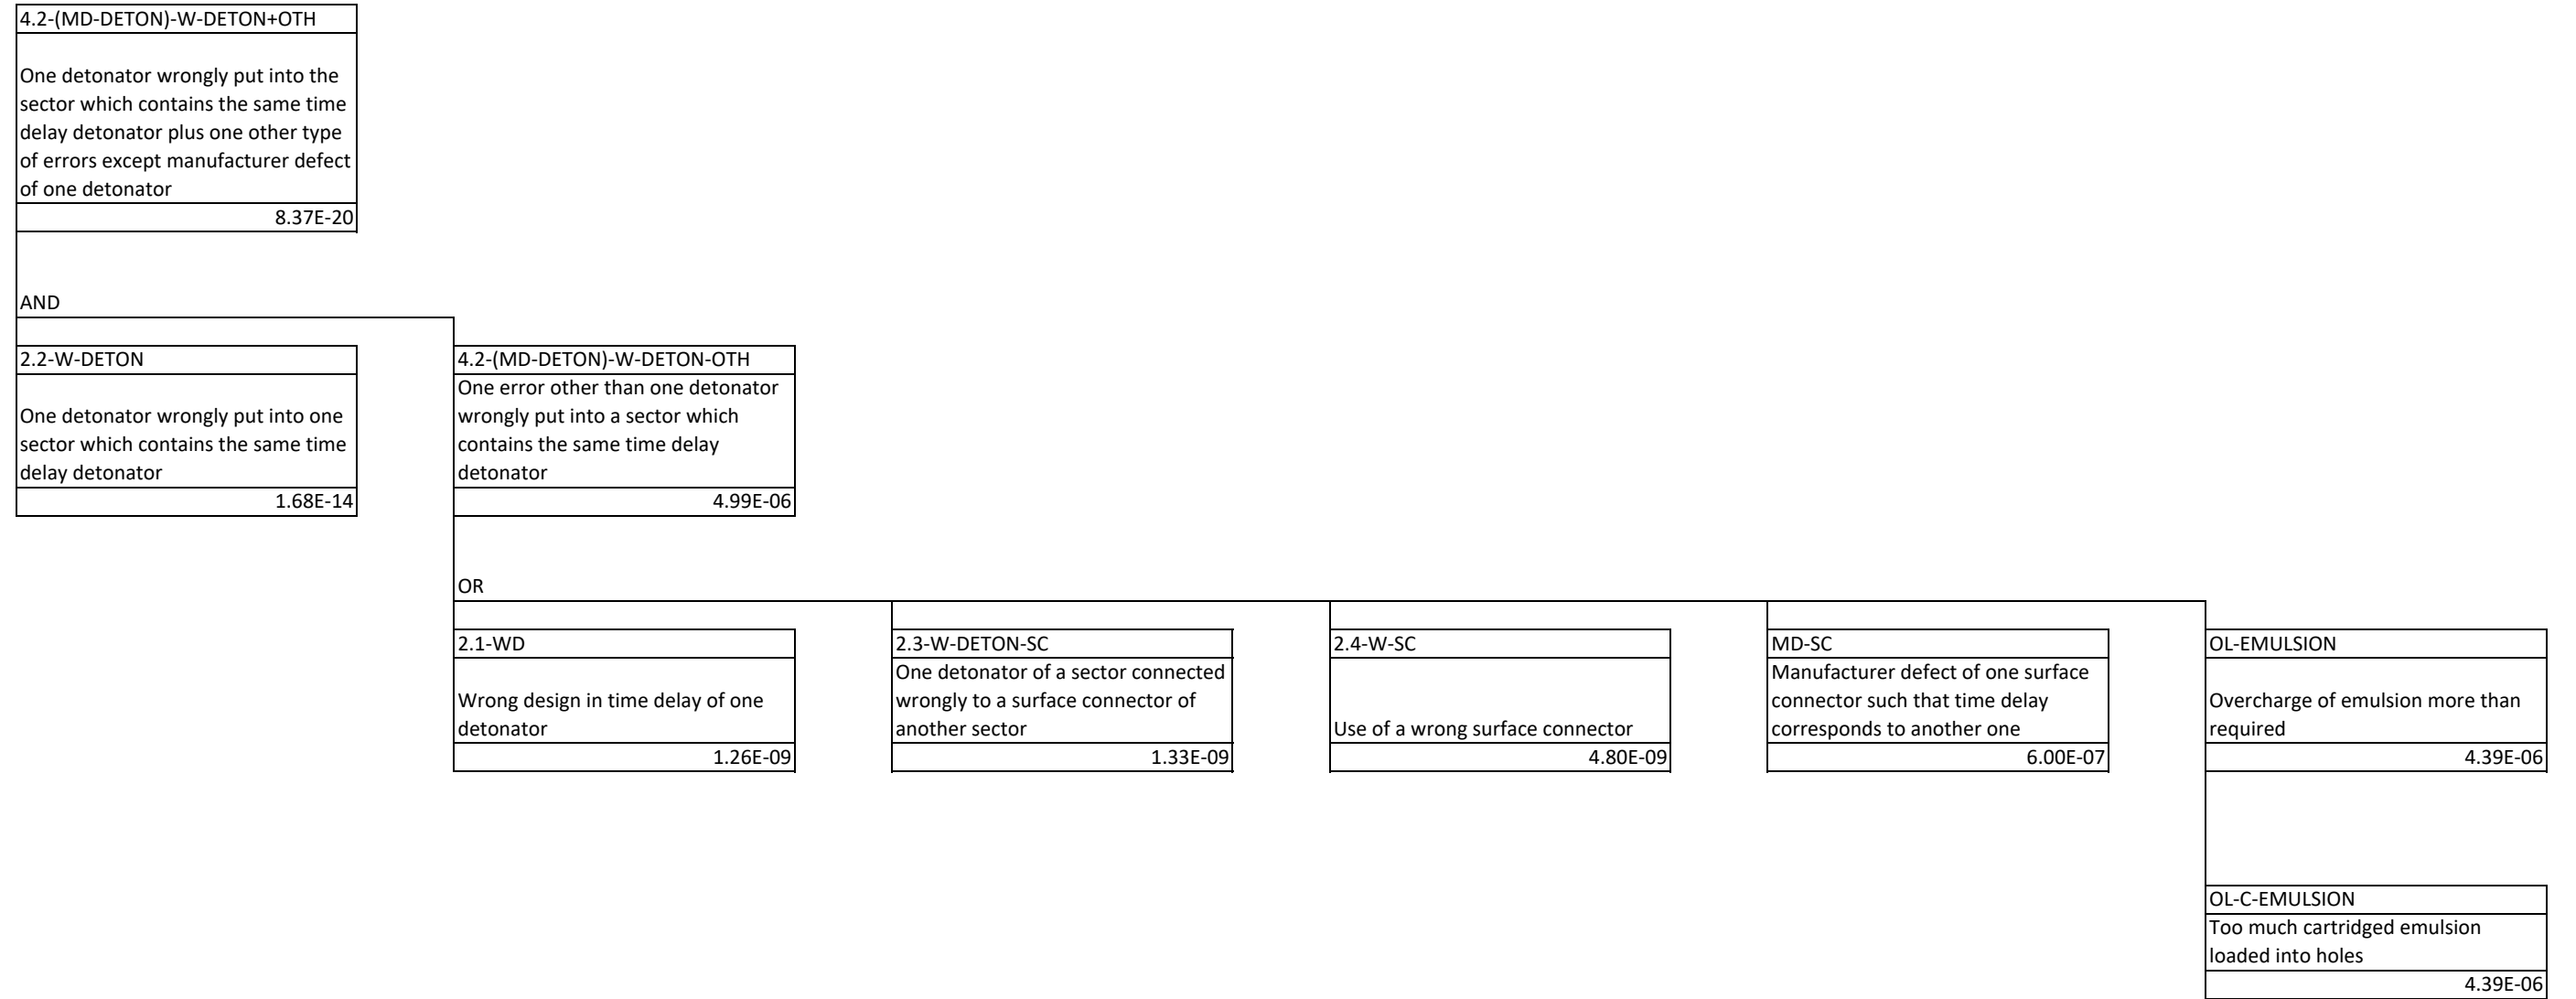 4.2-(MD-DETON)-W-DETON+OTH
One detonator wrongly put into the
sector which contains the same time
delay detonator plus one other type
of errors except manufacturer defect
of one detonator
8.37E-20
AND
2.2-W-DETON
One detonator wrongly put into one
sector which contains the same time
delay detonator
1.68E-14
4.2-(MD-DETON)-W-DETON-OTH
One error other than one detonator
wrongly put into a sector which
contains the same time delay
detonator
4.99E-06
OR
2.1-WD
Wrong design in time delay of one
detonator
1.26E-09
2.3-W-DETON-SC
One detonator of a sector connected
wrongly to a surface connector of
another sector
1.33E-09
2.4-W-SC
Use of a wrong surface connector
4.80E-09
MD-SC
Manufacturer defect of one surface
connector such that time delay
corresponds to another one
6.00E-07
OL-EMULSION
Overcharge of emulsion more than
required
4.39E-06
OL-C-EMULSION
Too much cartridged emulsion
loaded into holes
4.39E-06